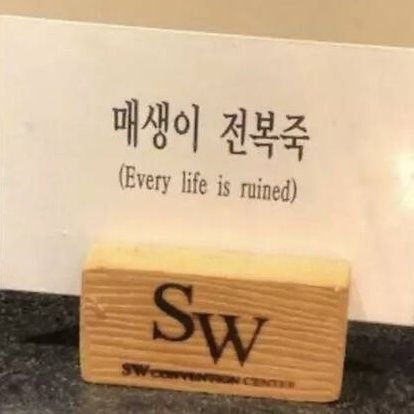 매생이 전복죽
(Every life is ruined)
SW
SW CONVENTION CENTER